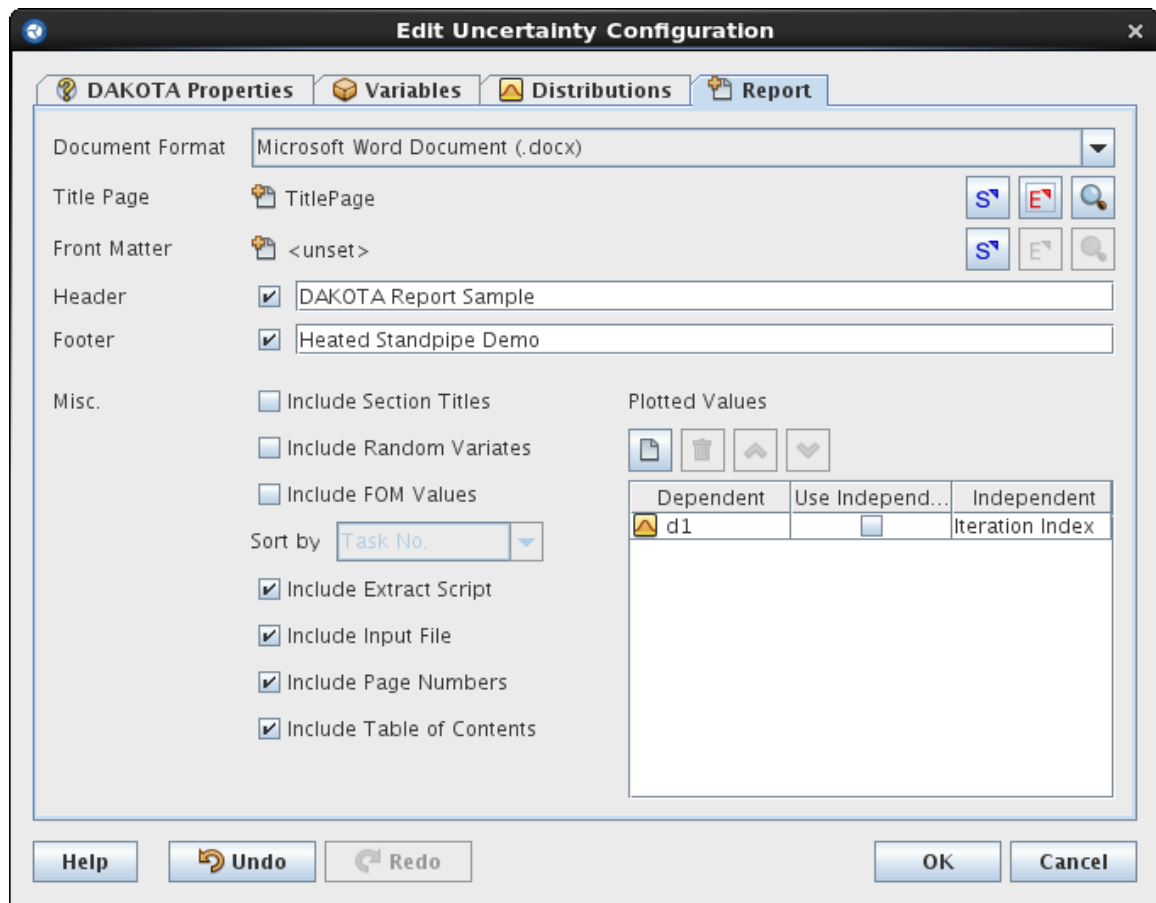 Edit Uncertainty Configuration
DAKOTA Properties Variables Distributions Report
Document Format Microsoft Word Document (.docx)
Title Page TitlePage S E
Front Matter <unset> S E
Header DAKOTA Report Sample
Footer Heated Standpipe Demo
Misc. Include Section Titles Plotted Values
Include Random Variates
Include FOM Values
Dependent Use Independ... Independent
d1 Iteration Index
Sort by Task No.
Include Extract Script
Include Input File
Include Page Numbers
Include Table of Contents
Help Undo Redo OK Cancel